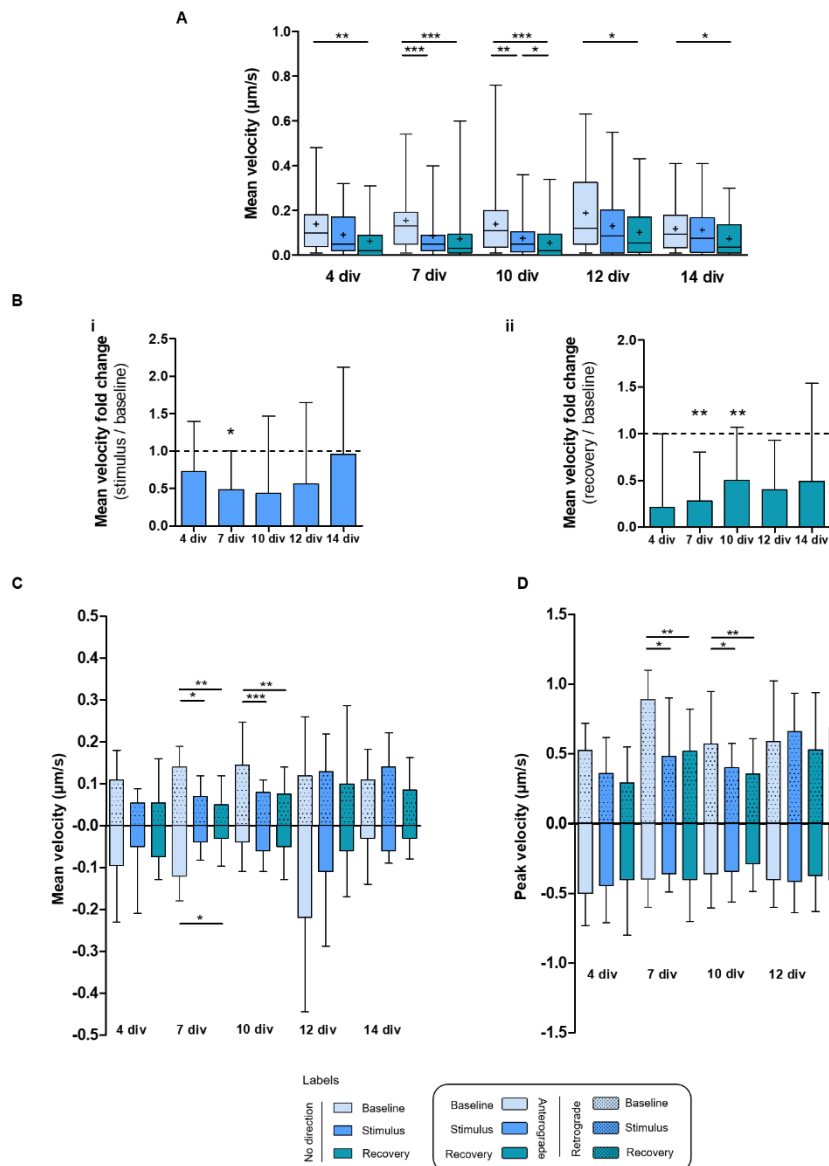 A
Mean velocity (µm/s)
1.0
0.8
0.6
0.4
0.2
0.0
** *** *** * *
*** ** *
+ + + + + + + + + + + + + + +
4 div 7 div 10 div 12 div 14 div
B
i
Mean velocity fold change
(stimulus / baseline)
2.5
2.0
1.5
1.0
0.5
0.0
*
4 div 7 div 10 div 12 div 14 div
ii
Mean velocity fold change
(recovery / baseline)
2.0
1.5
1.0
0.5
0.0
** **
4 div 7 div 10 div 12 div 14 div
C
Mean velocity (µm/s)
0.5
0.4
0.3
0.2
0.1
-0.0
-0.1
-0.2
-0.3
-0.4
-0.5
** **
* ***
*
4 div 7 div 10 div 12 div 14 div
D
Peak velocity (µm/s)
1.5
1.0
0.5
0.0
-0.5
-1.0
-1.5
** **
* *
4 div 7 div 10 div 12 div
Labels
No direction
Baseline
Stimulus
Recovery
Baseline
Stimulus
Recovery
Anterograde
Retrograde
Baseline
Stimulus
Recovery